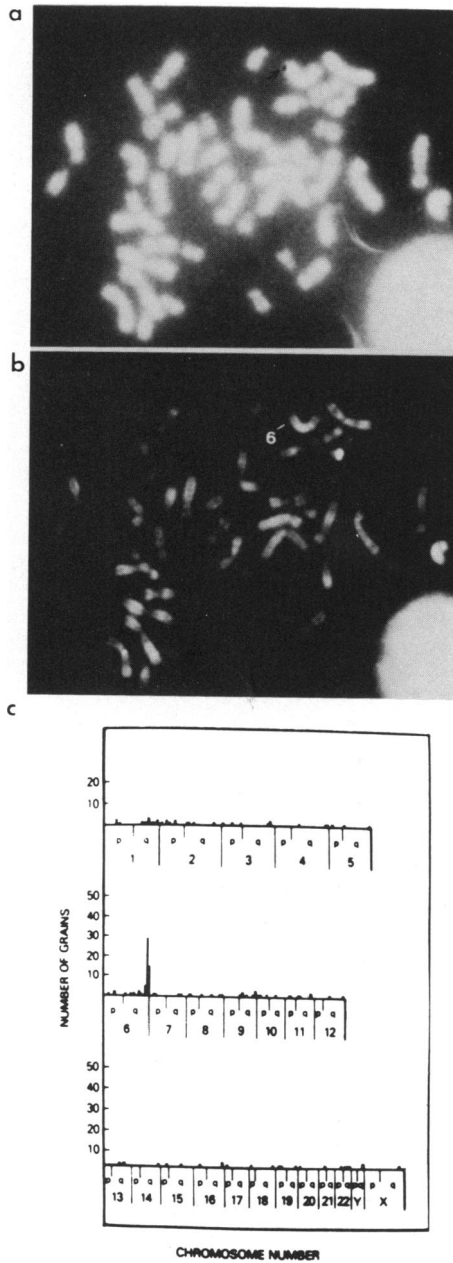 a
b
6
c
NUMBER OF GRAINS
20
10
p q p q p q p q p q
1 2 3 4 5
50
40
30
20
10
p q p q p q p q p q p q p q
6 7 8 9 10 11 12
50
40
30
20
10
p q p q p q p q p q p q p q p q p q p q p q p q
13 14 15 16 17 18 19 20 21 22 Y X
CHROMOSOME NUMBER